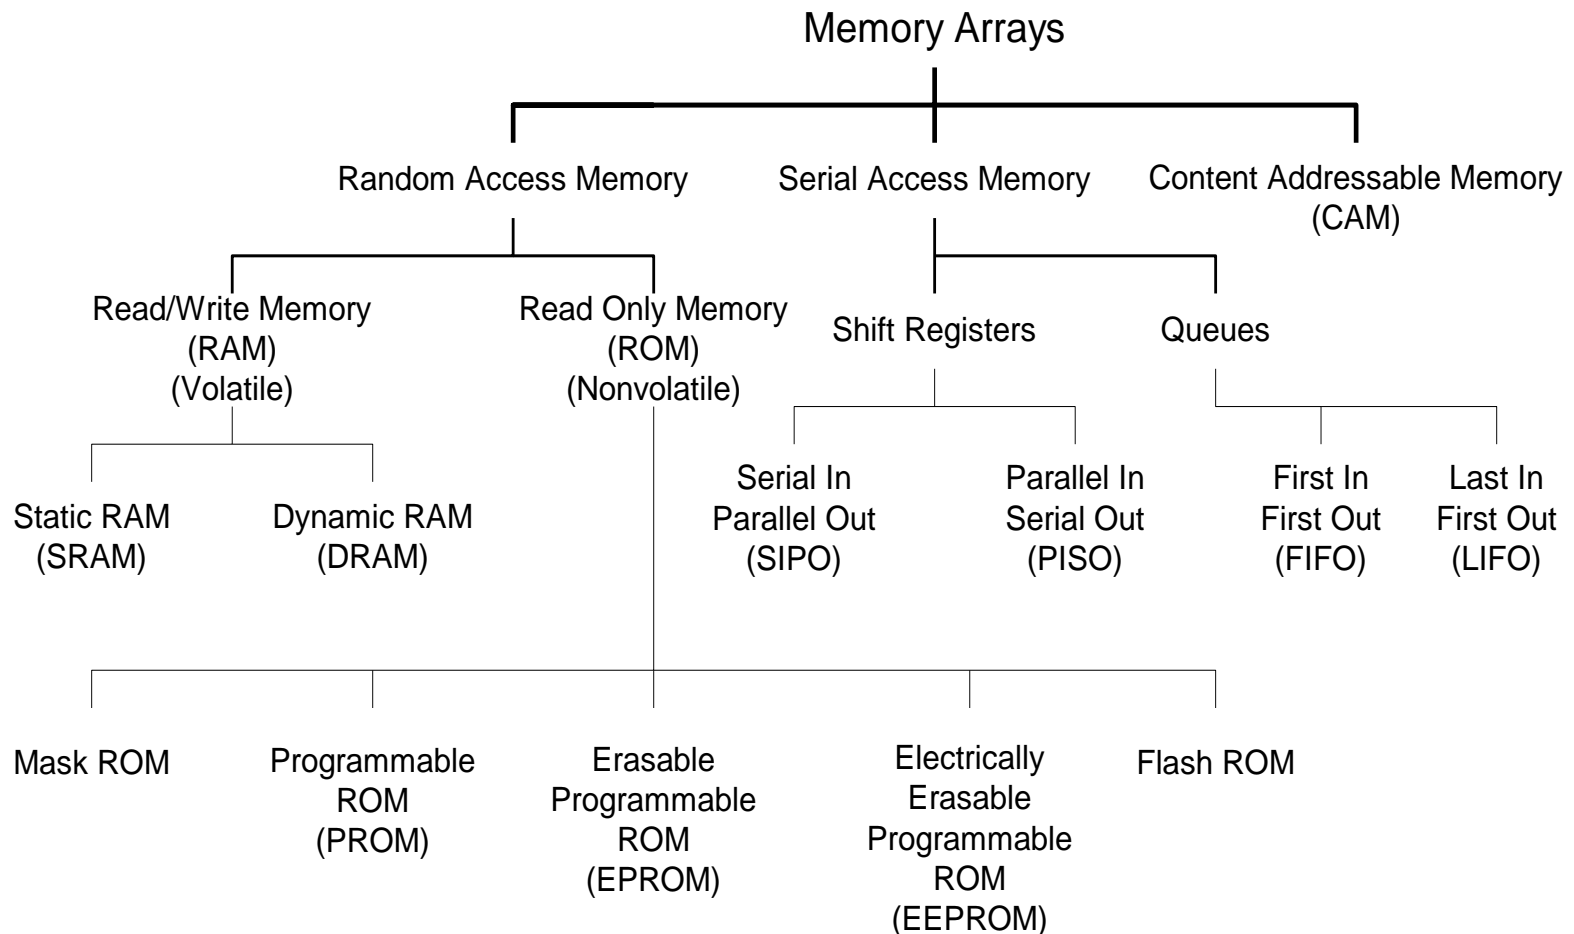 Memory Arrays
Random Access Memory
Serial Access Memory
Content Addressable Memory
(CAM)
Read/Write Memory
(RAM)
(Volatile)
Read Only Memory
(ROM)
(Nonvolatile)
Shift Registers
Queues
Static RAM
(SRAM)
Dynamic RAM
(DRAM)
Serial In
Parallel Out
(SIPO)
Parallel In
Serial Out
(PISO)
First In
First Out
(FIFO)
Last In
First Out
(LIFO)
Mask ROM
Programmable
ROM
(PROM)
Erasable
Programmable
ROM
(EPROM)
Electrically
Erasable
Programmable
ROM
(EEPROM)
Flash ROM